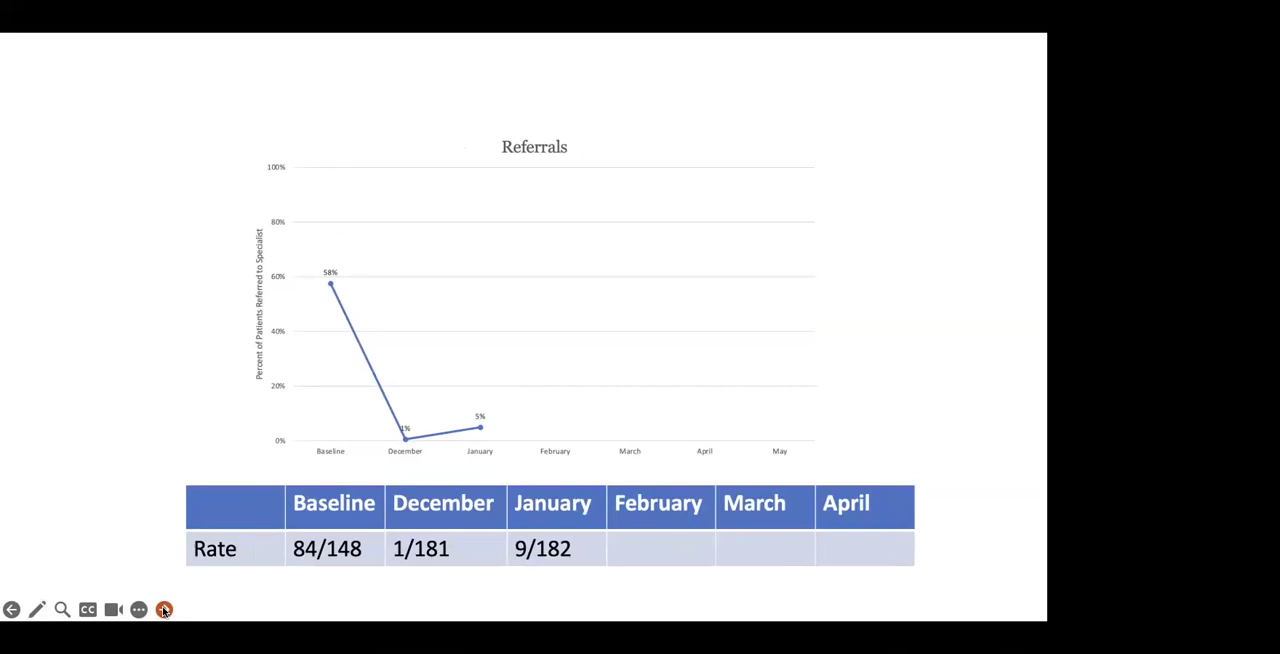 Referrals
100%
80%
60%
40%
20%
0%
Percent of Patients Referred to Specialist
58%
1%
5%
Baseline December January February March April May
Baseline December January February March April
Rate 84/148 1/181 9/182
CC